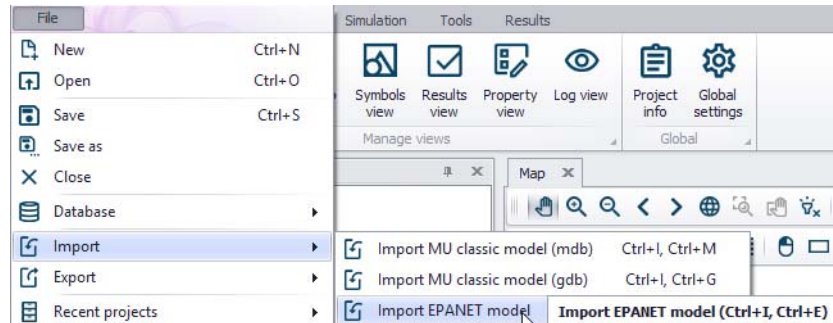 File
Simulation Tools Results
New Ctrl+N
Open Ctrl+O
Save Ctrl+S
Save as
Close
Database
Import
Export
Recent projects
Symbols view
Results view
Property view
Log view
Project info
Global settings
Manage views
Global
Map
Import MU classic model (mdb) Ctrl+I, Ctrl+M
Import MU classic model (gdb) Ctrl+I, Ctrl+G
Import EPANET model
Import EPANET model (Ctrl+I, Ctrl+E)